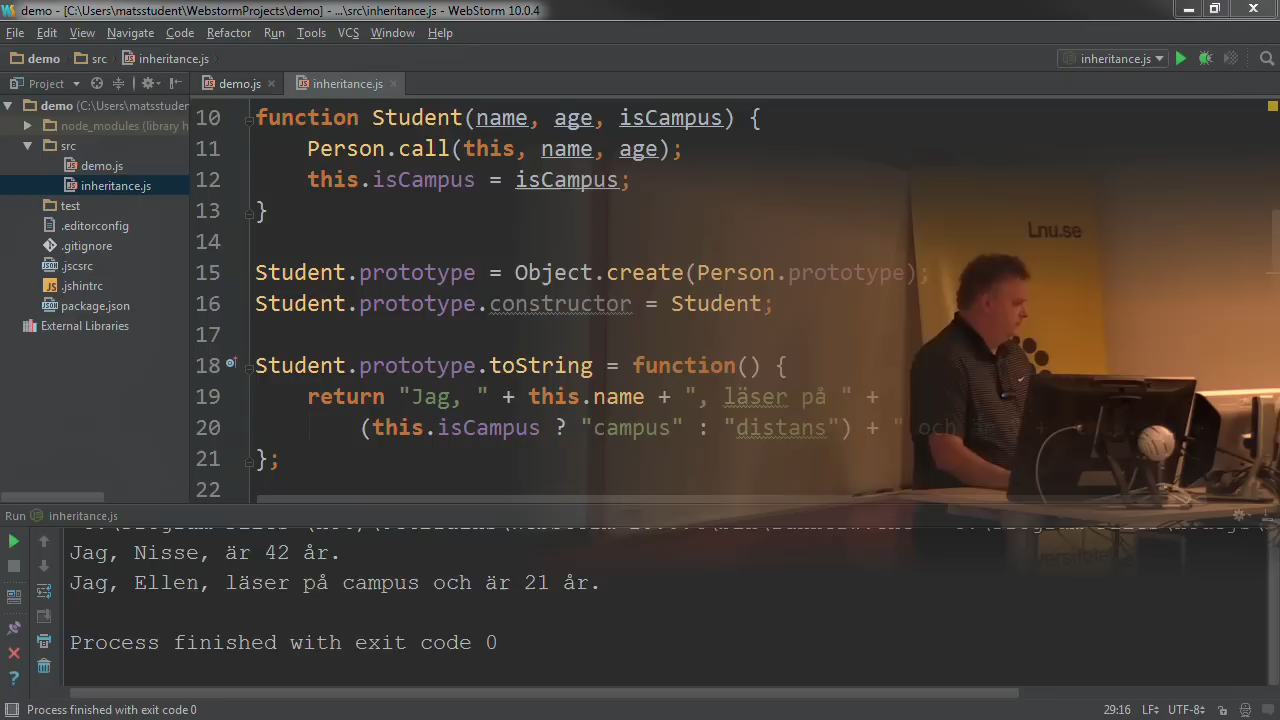 demo - [C:\Users\matsstudent\WebstormProjects\demo] - ...\src\inheritance.js - WebStorm 10.0.4
File Edit View Navigate Code Refactor Run Tools VCS Window Help
demo src inheritance.js inheritance.js
Project demo.js inheritance.js
demo (C:\Users\matsstuden
node_modules (library h
src
demo.js
inheritance.js
test
.editorconfig
.gitignore
.jscsrc
.jshintrc
package.json
External Libraries
10 function Student(name, age, isCampus) {
11 Person.call(this, name, age);
12 this.isCampus = isCampus;
13 }
14
15 Student.prototype = Object.create(Person.prototype);
16 Student.prototype.constructor = Student;
17
18 Student.prototype.toString = function() {
19 return "Jag, " + this.name + ", läser på " +
20 (this.isCampus ? "campus" : "distans") + " och är " +
21 };
22
Lnu.se
Run inheritance.js
Jag, Nisse, är 42 år.
Jag, Ellen, läser på campus och är 21 år.
Process finished with exit code 0
Process finished with exit code 0 29:16 LF UTF-8